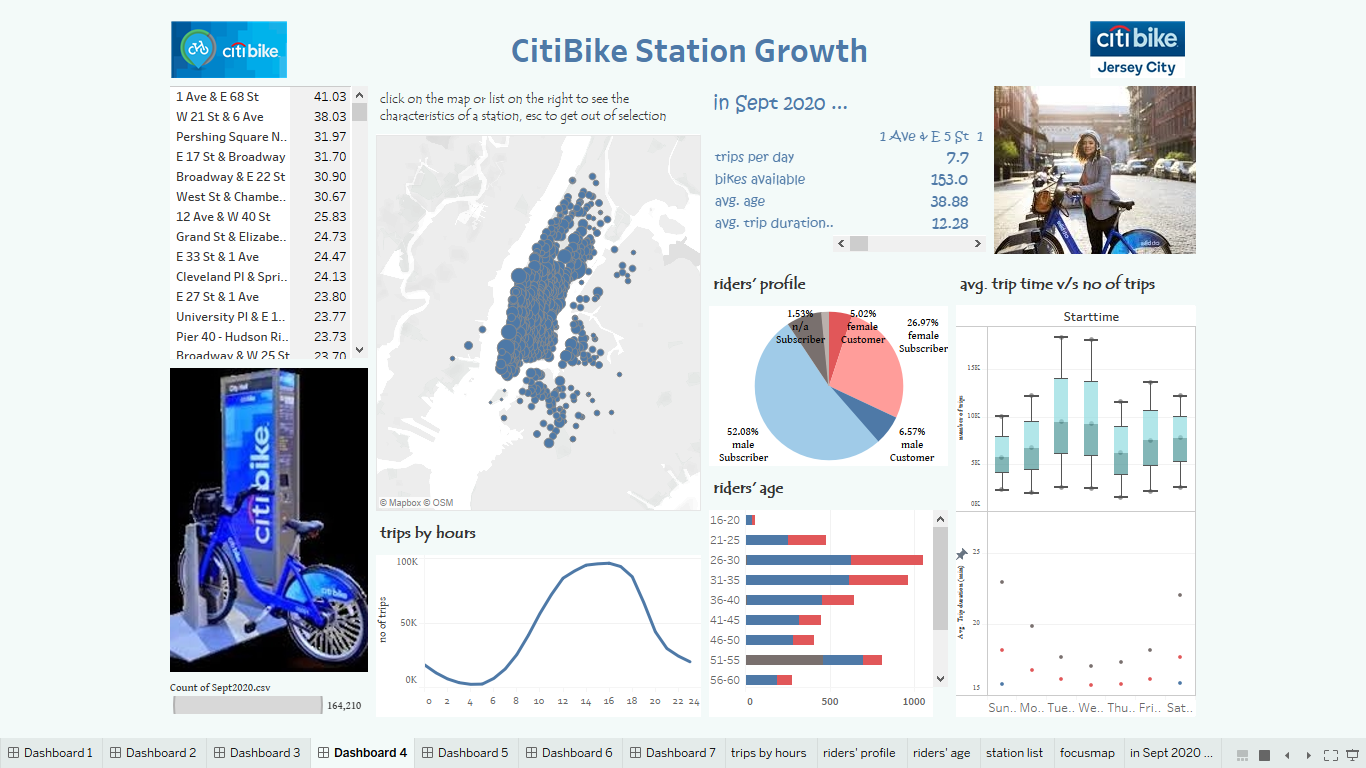 citi bike
CitiBike Station Growth
citi bike
Jersey City
1 Ave & E 68 St 41.03
W 21 St & 6 Ave 38.03
Pershing Square N.. 31.97
E 17 St & Broadway 31.70
Broadway & E 22 St 30.90
West St & Chambe.. 30.67
12 Ave & W 40 St 25.83
Grand St & Elizabe.. 24.73
E 33 St & 1 Ave 24.47
Cleveland Pl & Spri.. 24.13
E 27 St & 1 Ave 23.80
University Pl & E 1.. 23.77
Pier 40 - Hudson Ri.. 23.73
Broadway & W 25 St 23.70
click on the map or list on the right to see the
characteristics of a station, esc to get out of selection
© Mapbox © OSM
in Sept 2020 ...
1 Ave & E 5 St 1
trips per day 7.7
bikes available 153.0
avg. age 38.88
avg. trip duration.. 12.28
City Hall
citi bike
citi bike
Count of Sept2020.csv
164,210
trips by hours
no of trips
100K
50K
0K
0 2 4 6 8 10 12 14 16 18 20 22 24
riders' profile
1.53%
n/a
Subscriber
5.02%
female
Customer
26.97%
female
Subscriber
6.57%
male
Customer
52.08%
male
Subscriber
riders' age
16-20
21-25
26-30
31-35
36-40
41-45
46-50
51-55
56-60
0 500 1000
avg. trip time v/s no of trips
Starttime
number of trips
15K
10K
5K
0K
Avg. Trip duration (min)
25
20
15
Sun.. Mo.. Tue.. We.. Thu.. Fri.. Sat..
Dashboard 1 Dashboard 2 Dashboard 3 Dashboard 4 Dashboard 5 Dashboard 6 Dashboard 7 trips by hours riders' profile riders' age station list focusmap in Sept 2020 ...